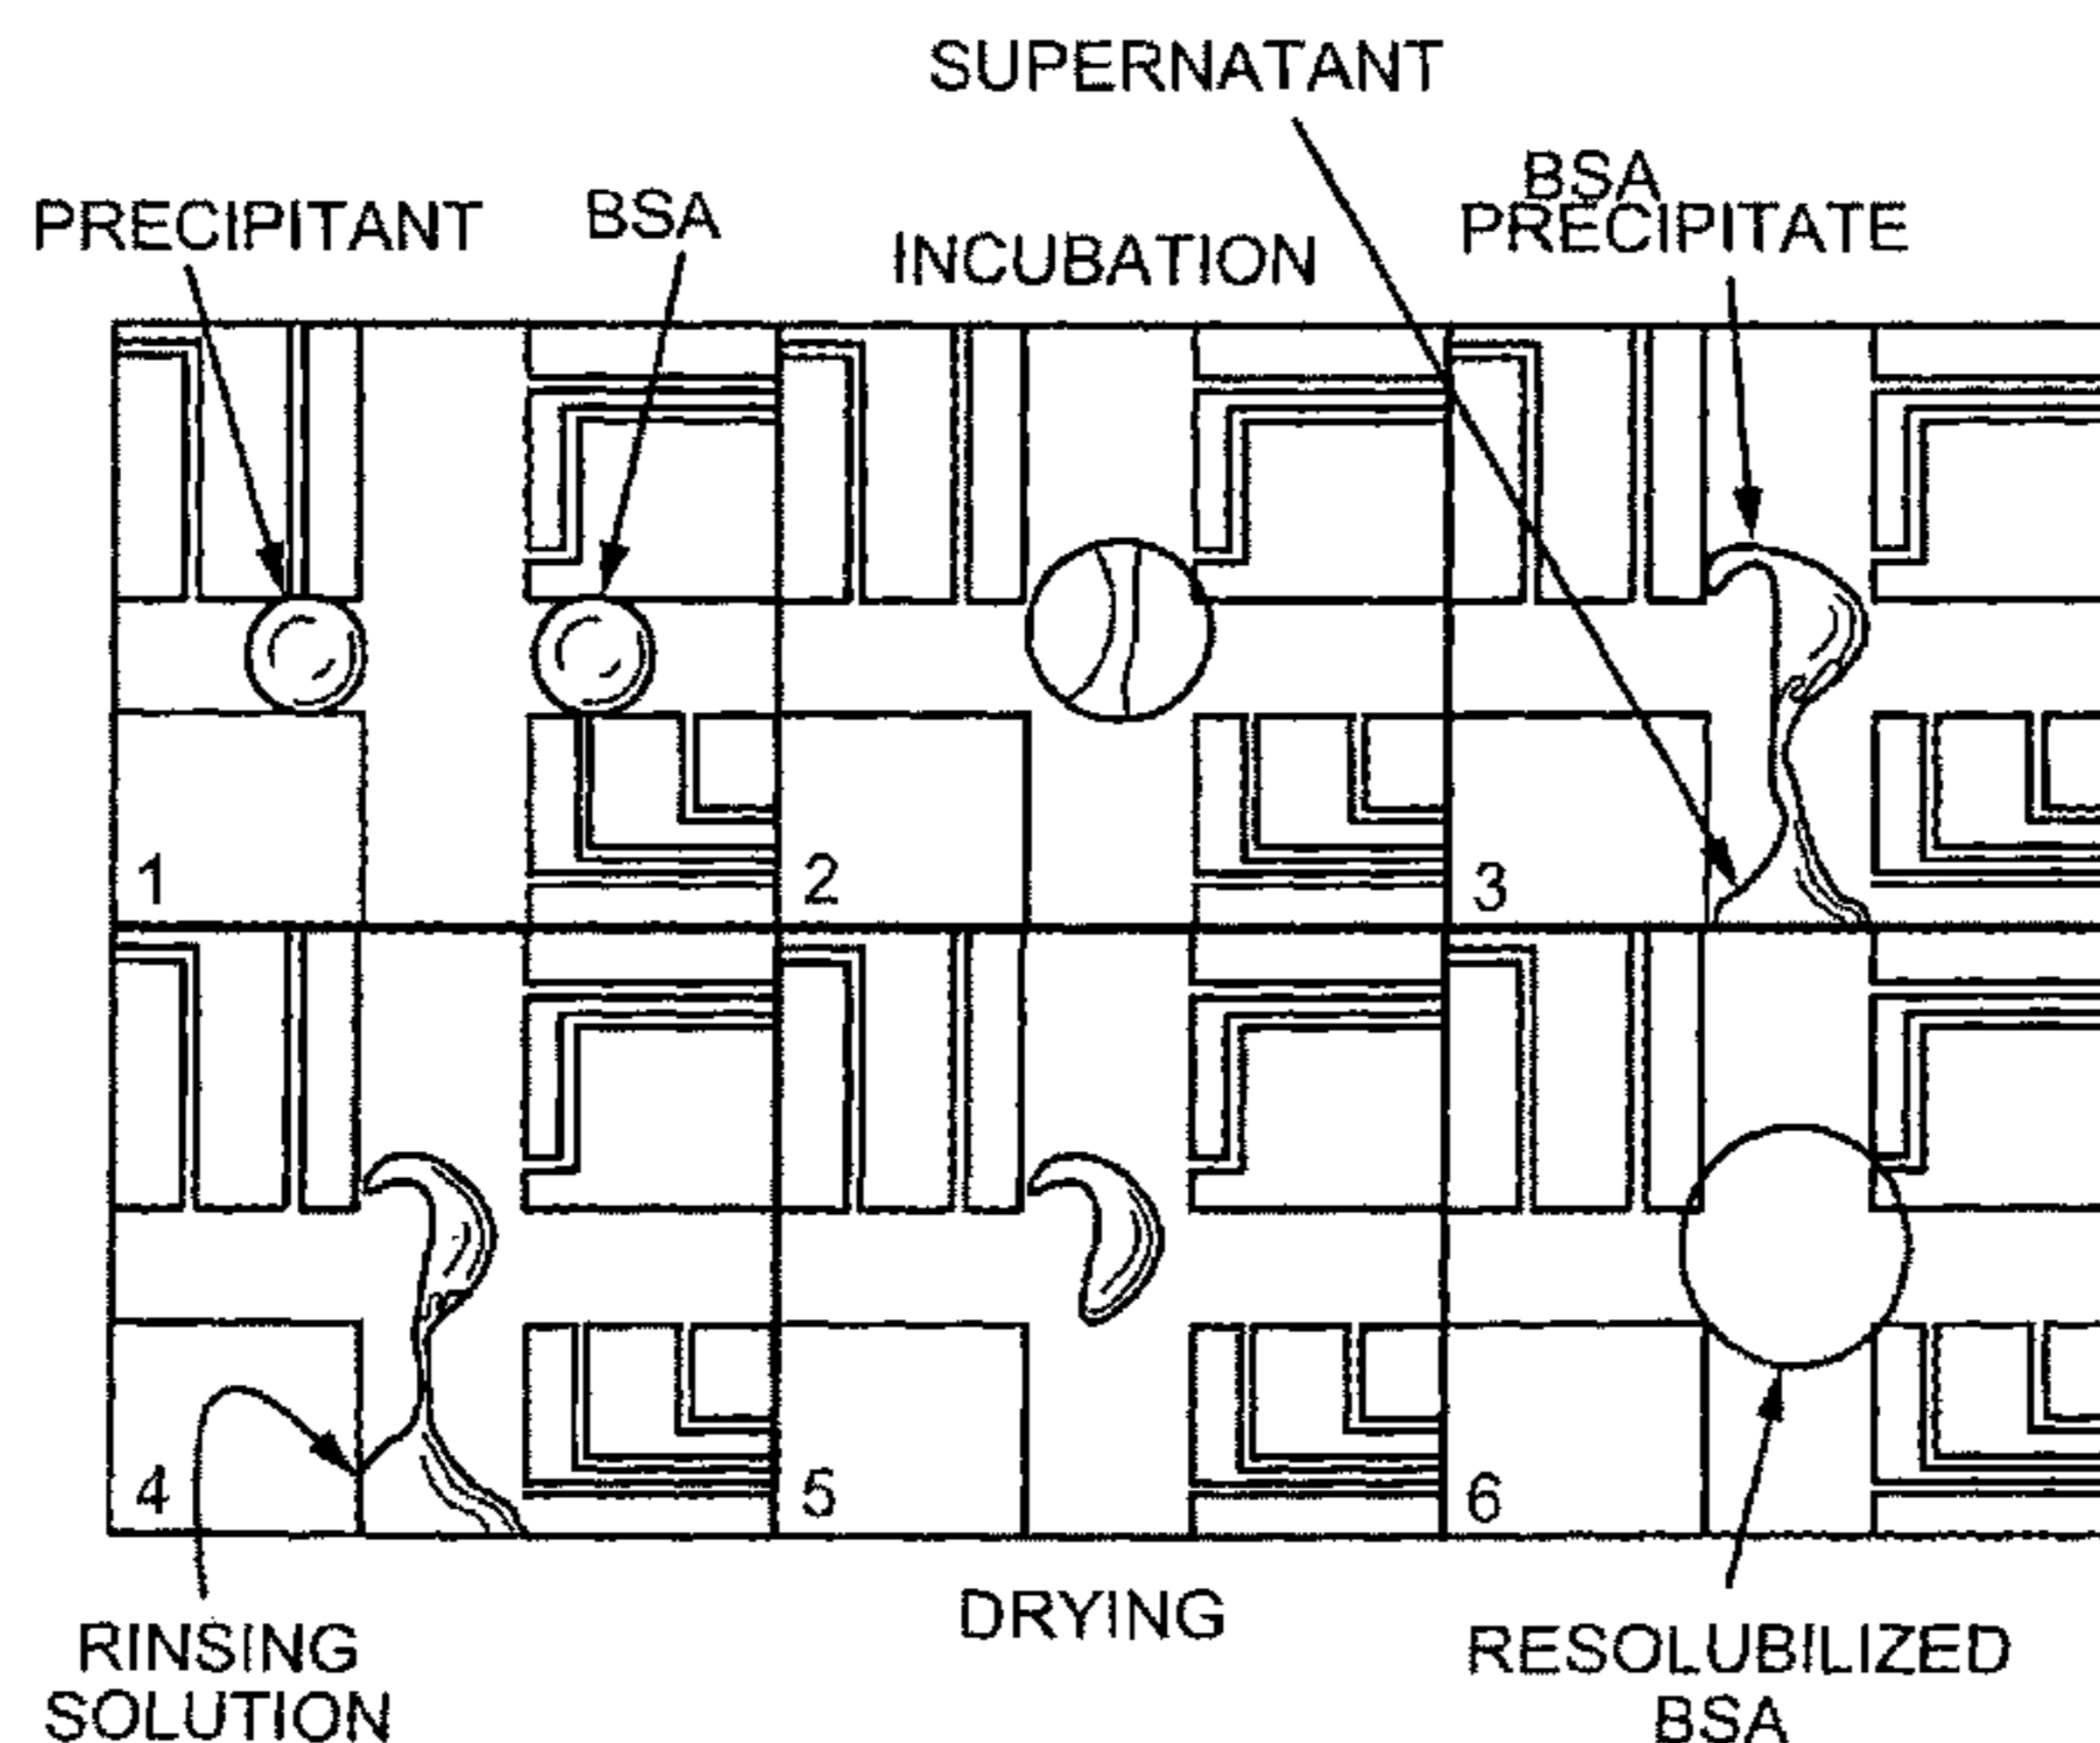 SUPERNATANT
PRECIPITANT
BSA
INCUBATION
BSA
PRECIPITATE
1
2
3
4
5
6
RINSING
SOLUTION
DRYING
RESOLUBILIZED
BSA